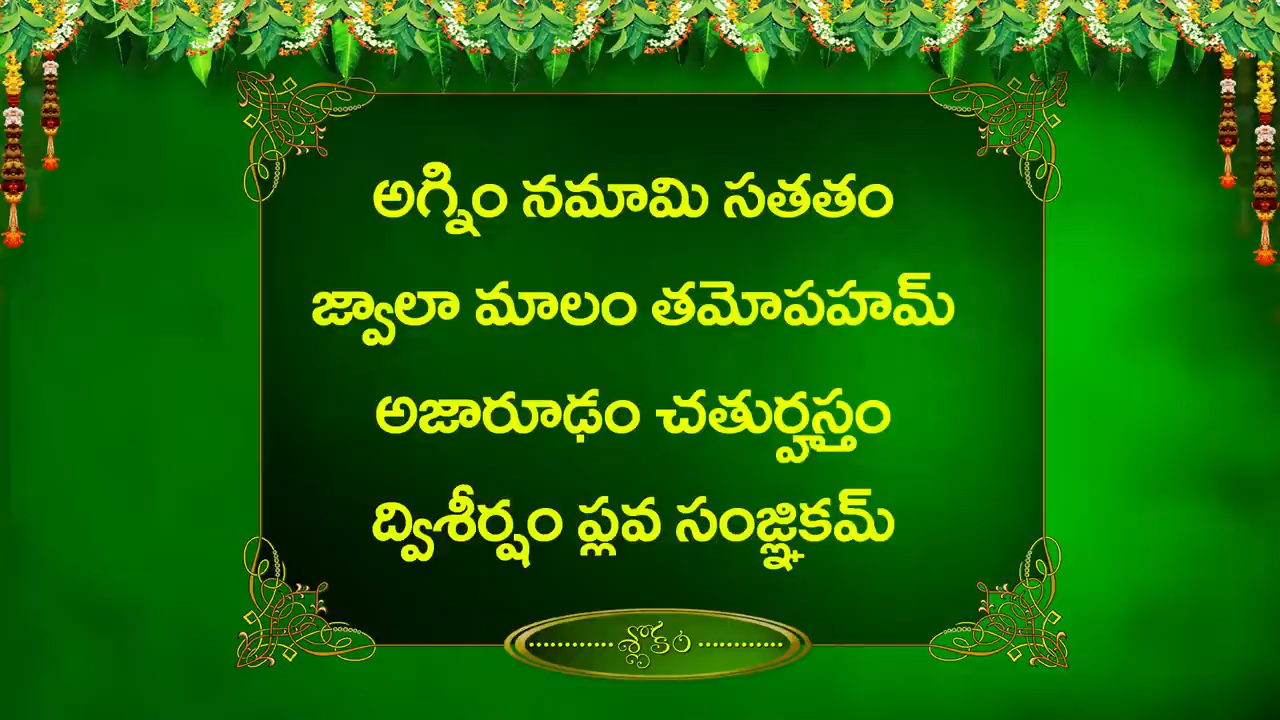 అగ్నిం నమామి సతతం
జ్వాలా మాలం తమోపహమ్
అజారూఢం చతుర్హస్తం
ద్విశీర్షం ప్లవ సంజ్ఞికమ్
శ్లోకం